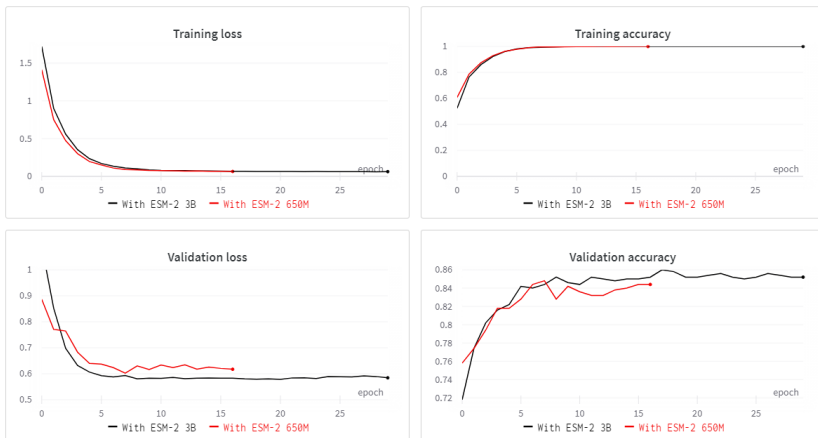 Training loss
1.5
1
0.5
0
epoch
0 5 10 15 20 25
With ESM-2 3B With ESM-2 650M
Training accuracy
1
0.8
0.6
0.4
0.2
0
epoch
0 5 10 15 20 25
With ESM-2 3B With ESM-2 650M
Validation loss
1
0.9
0.8
0.7
0.6
0.5
epoch
0 5 10 15 20 25
With ESM-2 3B With ESM-2 650M
Validation accuracy
0.86
0.84
0.82
0.8
0.78
0.76
0.74
0.72
epoch
0 5 10 15 20 25
With ESM-2 3B With ESM-2 650M